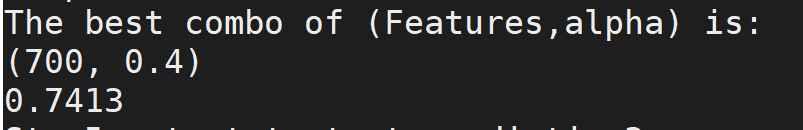 The best combo of (Features,alpha) is:
(700, 0.4)
0.7413